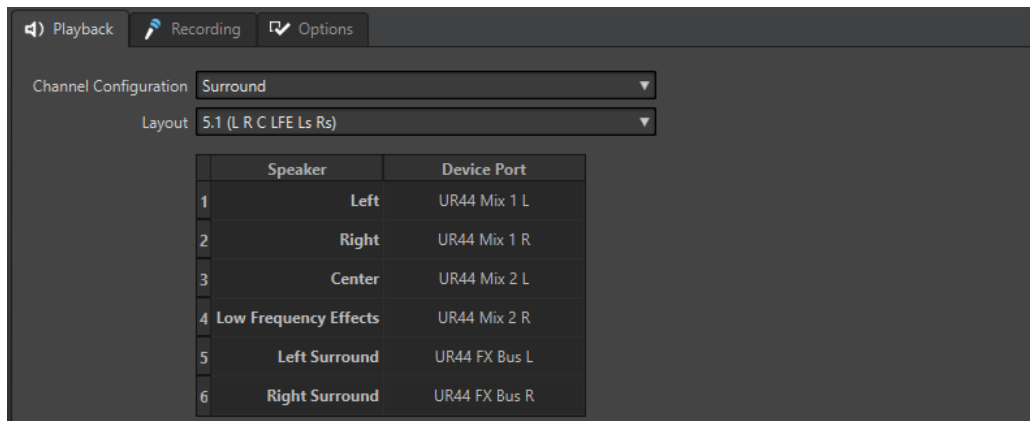 Playback Recording Options
Channel Configuration Surround
Layout 5.1 (L R C LFE Ls Rs)
Speaker Device Port
1 Left UR44 Mix 1 L
2 Right UR44 Mix 1 R
3 Center UR44 Mix 2 L
4 Low Frequency Effects UR44 Mix 2 R
5 Left Surround UR44 FX Bus L
6 Right Surround UR44 FX Bus R